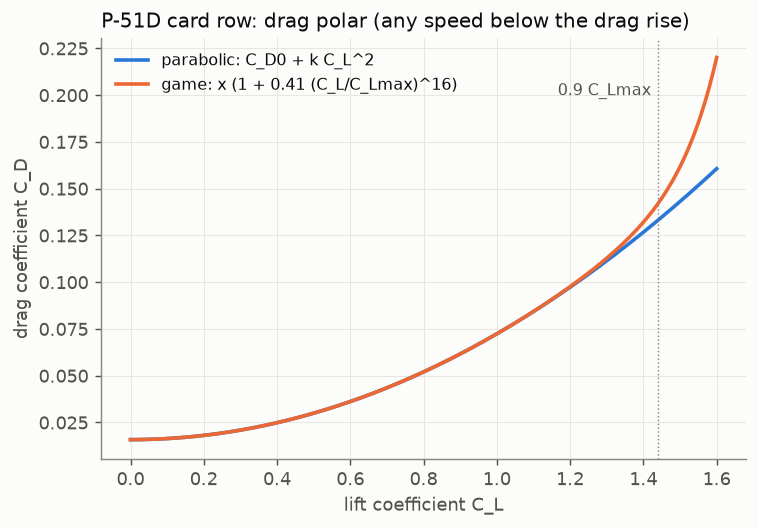 P-51D card row: drag polar (any speed below the drag rise)
parabolic: C_D0 + k C_L^2
game: x (1 + 0.41 (C_L/C_Lmax)^16)
0.9 C_Lmax
drag coefficient C_D
0.225
0.200
0.175
0.150
0.125
0.100
0.075
0.050
0.025
0.0 0.2 0.4 0.6 0.8 1.0 1.2 1.4 1.6
lift coefficient C_L